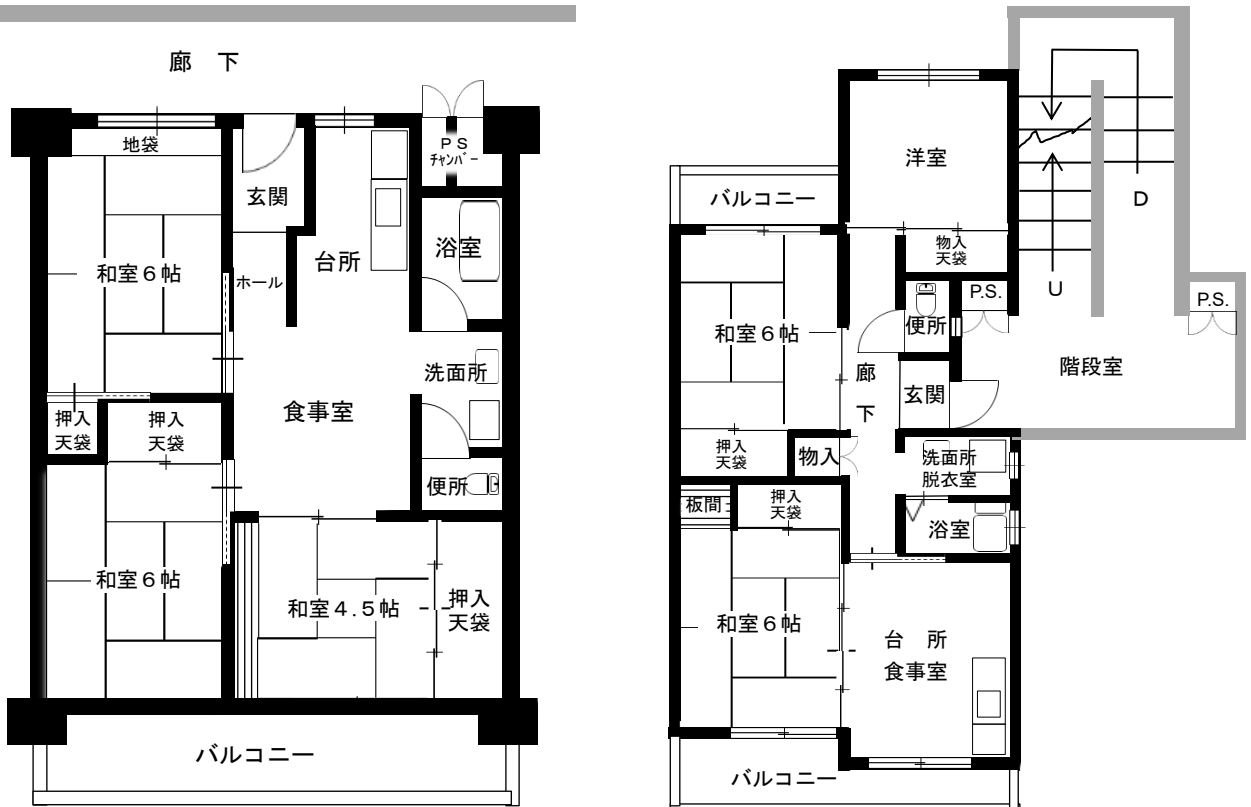 廊　下
地袋
ＰＳ
ﾁｬﾝﾊﾞｰ
玄関
浴室
和室６帖
ホール
台所
洗面所
食事室
押入
天袋
押入
天袋
便所
和室６帖
和室４.５帖
押入
天袋
バルコニー
洋室
バルコニー
物入
天袋
D
U
P.S.
P.S.
便所
和室６帖
階段室
廊
下
玄関
押入
天袋
物入
洗面所
脱衣室
板間
押入
天袋
浴室
和室６帖
台　所
食事室
バルコニー